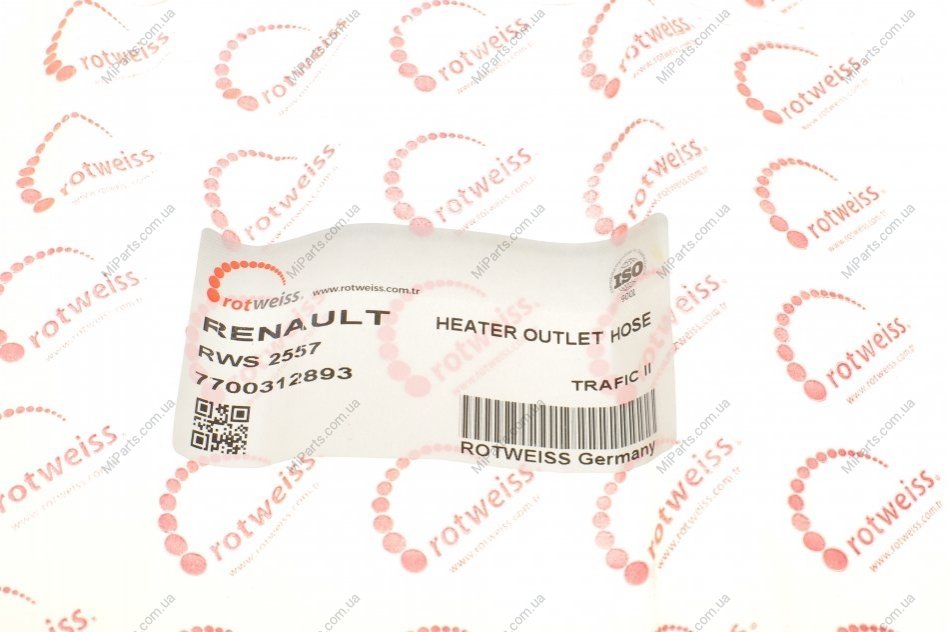 rotweiss® www.rotweiss.com.tr
ISO
9001
RENAULT
HEATER OUTLET HOSE
RWS 2557
TRAFIC II
7700312893
ROTWEISS Germany
rotweiss
www.rotweiss.com.tr
MiParts.com.ua